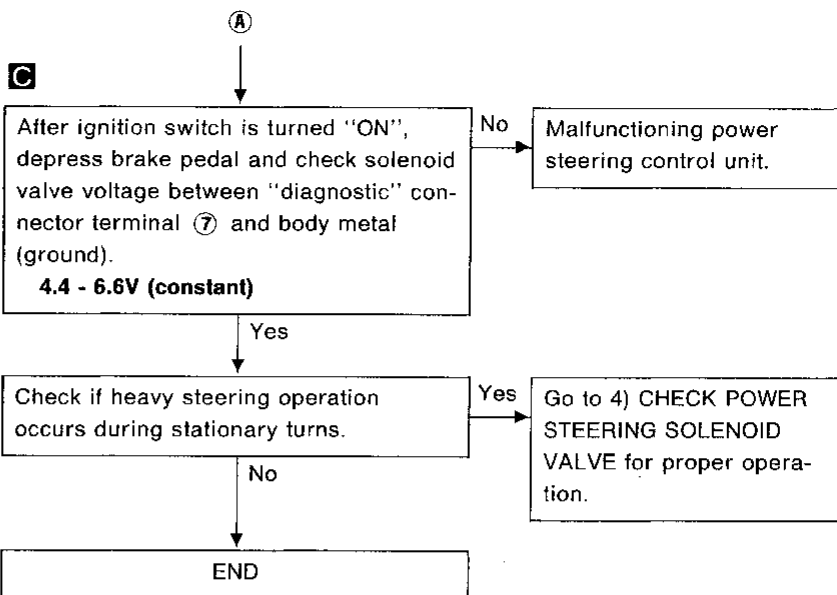 Ⓐ
C
After ignition switch is turned "ON",
depress brake pedal and check solenoid
valve voltage between "diagnostic" con-
nector terminal ⑦ and body metal
(ground).
4.4 - 6.6V (constant)
No
Malfunctioning power
steering control unit.
Yes
Check if heavy steering operation
occurs during stationary turns.
Yes
Go to 4) CHECK POWER
STEERING SOLENOID
VALVE for proper opera-
tion.
No
END